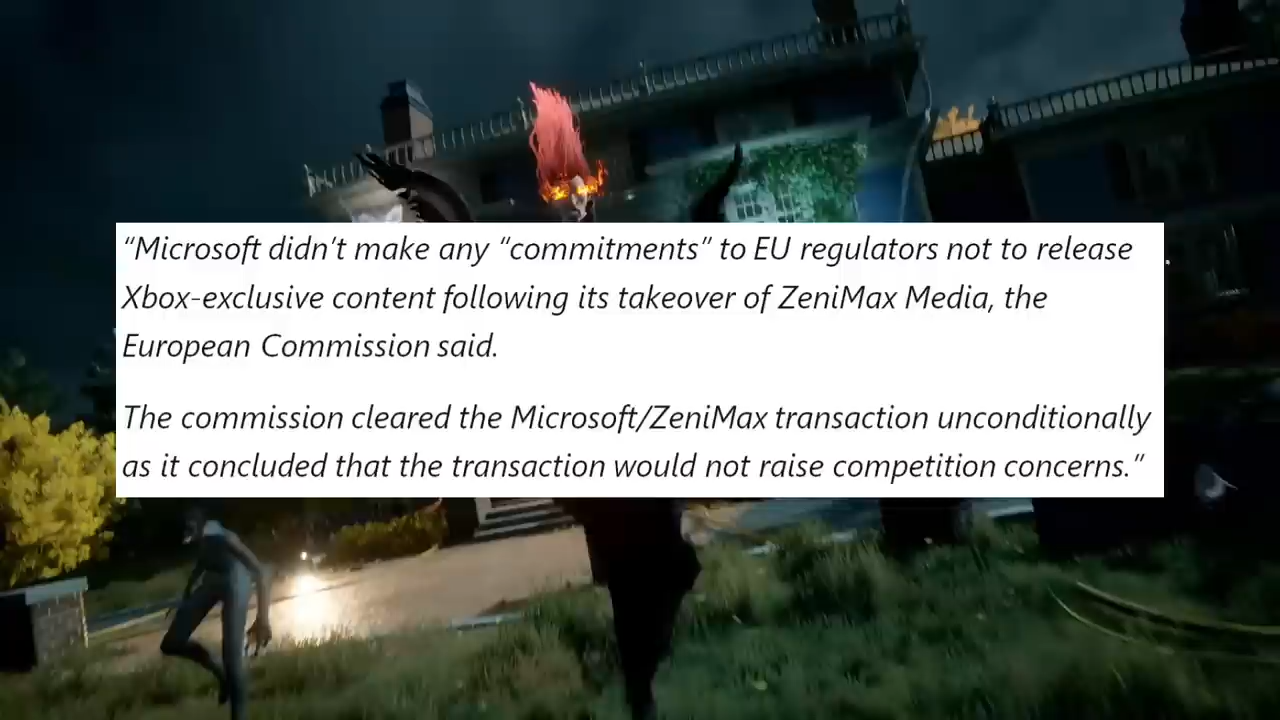 “Microsoft didn’t make any “commitments” to EU regulators not to release
Xbox-exclusive content following its takeover of ZeniMax Media, the
European Commission said.
The commission cleared the Microsoft/ZeniMax transaction unconditionally
as it concluded that the transaction would not raise competition concerns.”